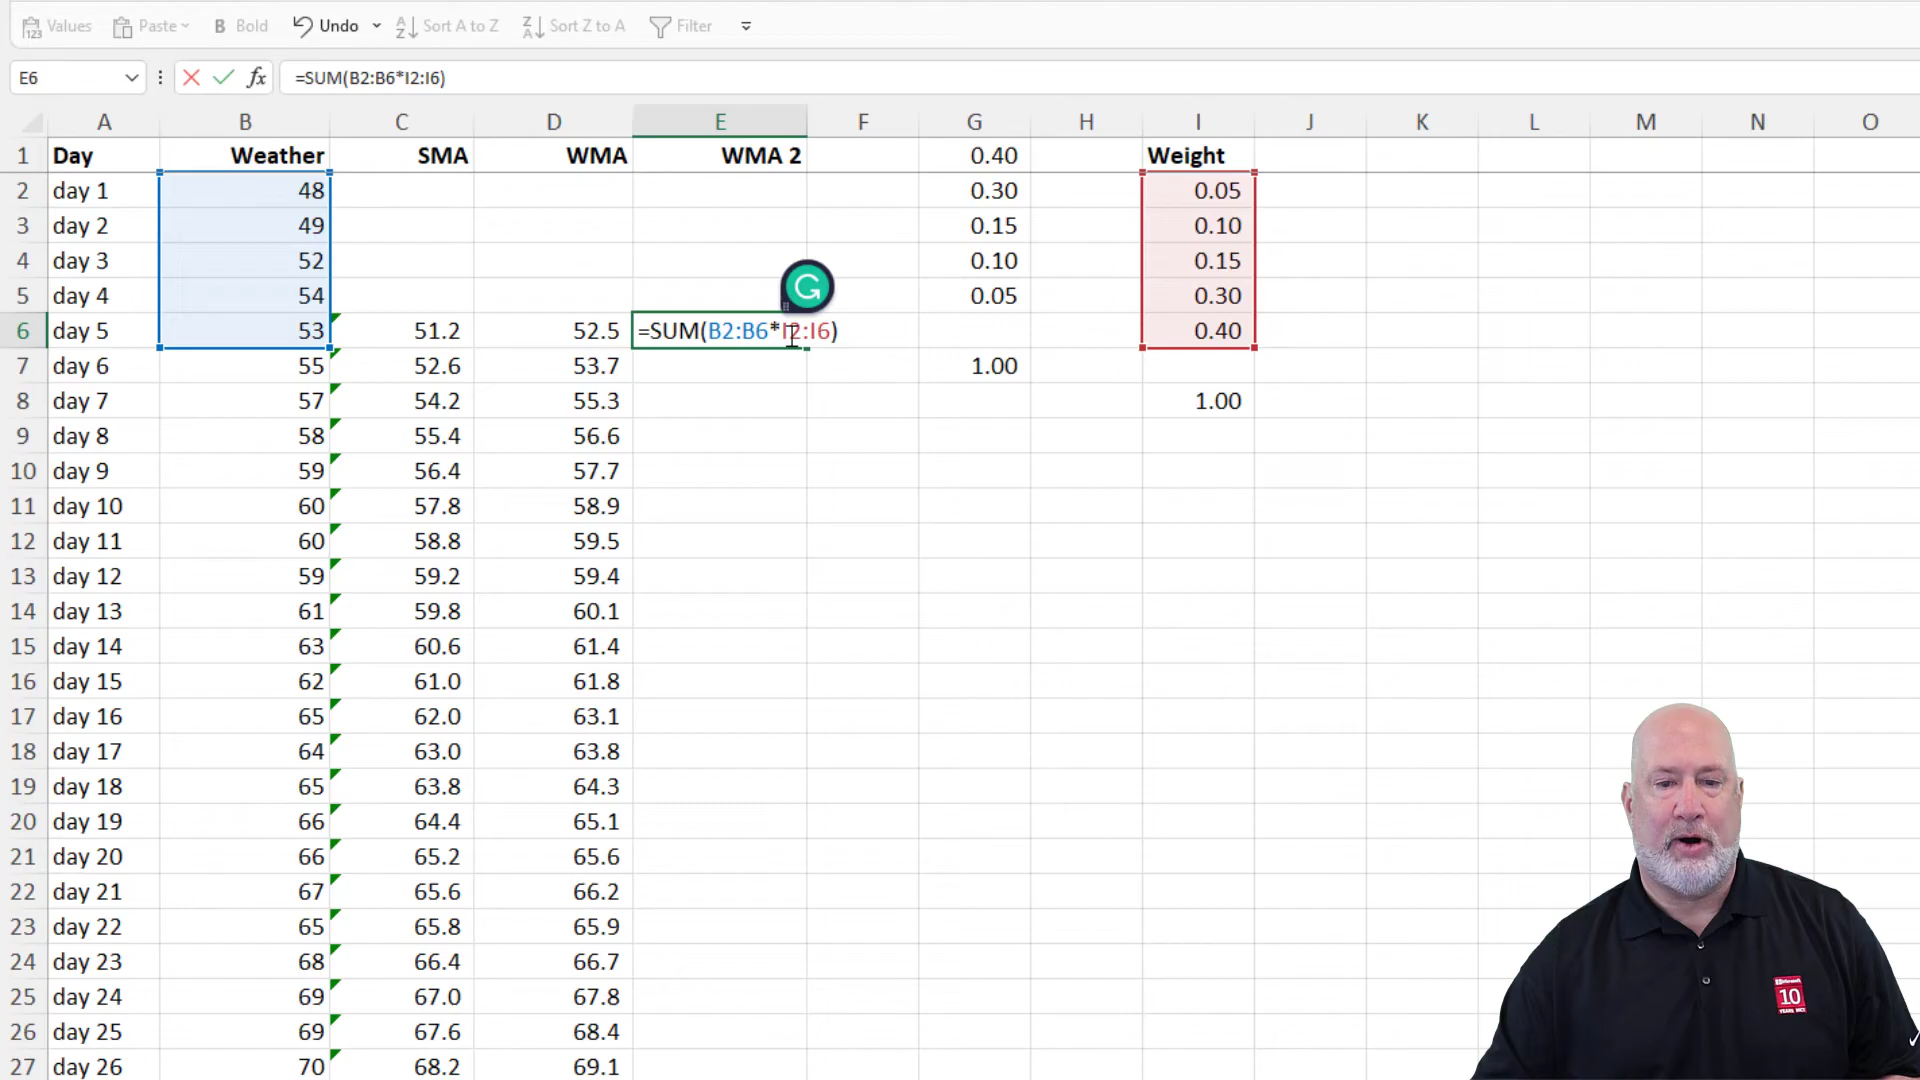 Values Paste B Bold Undo Sort A to Z Sort Z to A Filter
E6 fx =SUM(B2:B6*I2:I6)
A B C D E F G H I J K L M N O
1 Day Weather SMA WMA WMA 2 0.40 Weight
2 day 1 48 0.30 0.05
3 day 2 49 0.15 0.10
4 day 3 52 0.10 0.15
5 day 4 54 0.05 0.30
6 day 5 53 51.2 52.5 =SUM(B2:B6*I2:I6) 0.40
7 day 6 55 52.6 53.7 1.00
8 day 7 57 54.2 55.3 1.00
9 day 8 58 55.4 56.6
10 day 9 59 56.4 57.7
11 day 10 60 57.8 58.9
12 day 11 60 58.8 59.5
13 day 12 59 59.2 59.4
14 day 13 61 59.8 60.1
15 day 14 63 60.6 61.4
16 day 15 62 61.0 61.8
17 day 16 65 62.0 63.1
18 day 17 64 63.0 63.8
19 day 18 65 63.8 64.3
20 day 19 66 64.4 65.1
21 day 20 66 65.2 65.6
22 day 21 67 65.6 66.2
23 day 22 65 65.8 65.9
24 day 23 68 66.4 66.7
25 day 24 69 67.0 67.8
26 day 25 69 67.6 68.4
27 day 26 70 68.2 69.1
10